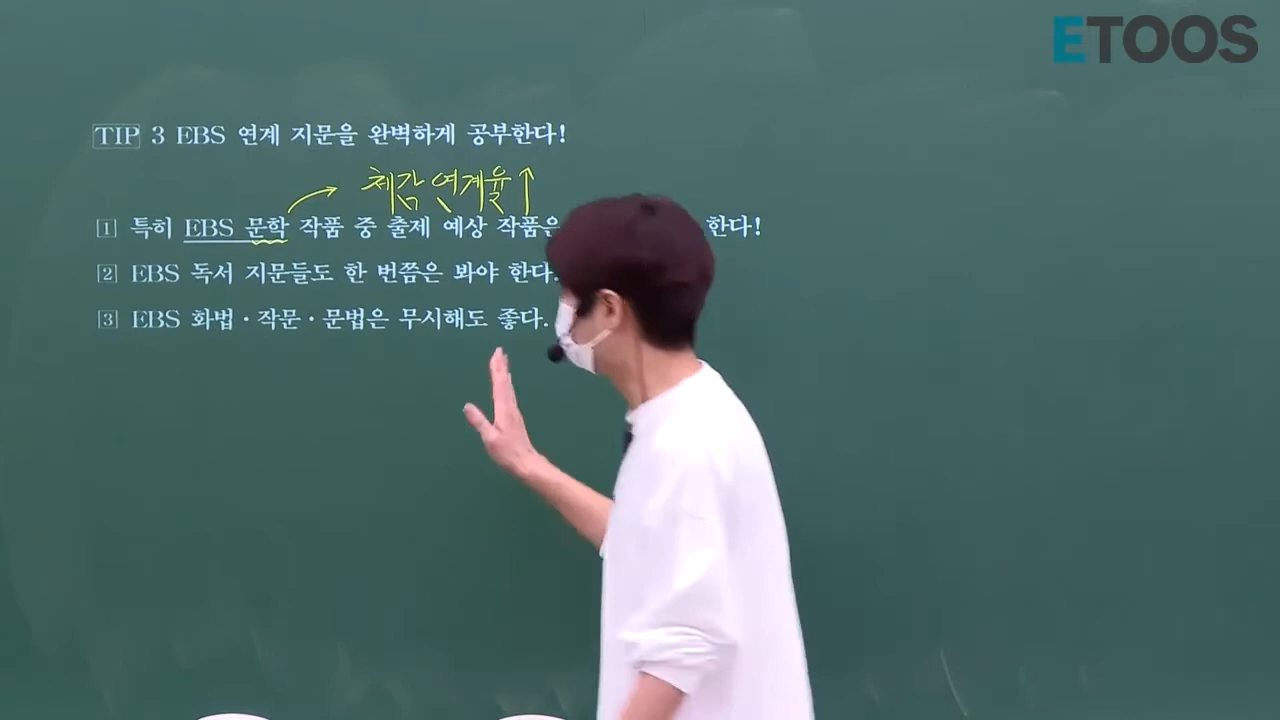 ETOOS
TIP 3 EBS 연계 지문을 완벽하게 공부한다!
체감 연계율↑
1 특히 EBS 문학 작품 중 출제 예상 작품은 한다!
2 EBS 독서 지문들도 한 번쯤은 봐야 한다.
3 EBS 화법·작문·문법은 무시해도 좋다.